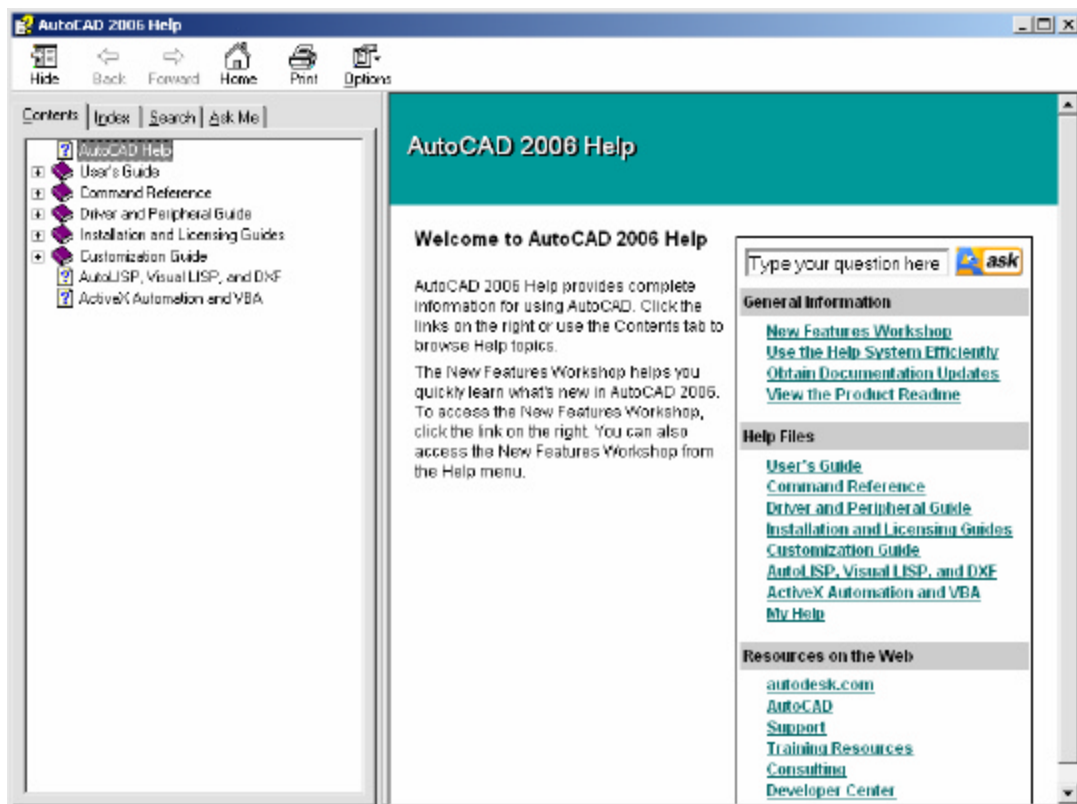 AutoCAD 2006 Help
Hide Back Forward Home Print Options
Contents Index Search Ask Me
AutoCAD Help
User's Guide
Command Reference
Driver and Peripheral Guide
Installation and Licensing Guides
Customization Guide
AutoLISP, Visual LISP, and DXF
ActiveX Automation and VBA
AutoCAD 2006 Help
Welcome to AutoCAD 2006 Help
AutoCAD 2006 Help provides complete
information for using AutoCAD. Click the
links on the right or use the Contents tab to
browse Help topics.
The New Features Workshop helps you
quickly learn what's new in AutoCAD 2006.
To access the New Features Workshop,
click the link on the right. You can also
access the New Features Workshop from
the Help menu.
Type your question here ask
General Information
New Features Workshop
Use the Help System Efficiently
Obtain Documentation Updates
View the Product Readme
Help Files
User's Guide
Command Reference
Driver and Peripheral Guide
Installation and Licensing Guides
Customization Guide
AutoLISP, Visual LISP, and DXF
ActiveX Automation and VBA
My Help
Resources on the Web
autodesk.com
AutoCAD
Support
Training Resources
Consulting
Developer Center